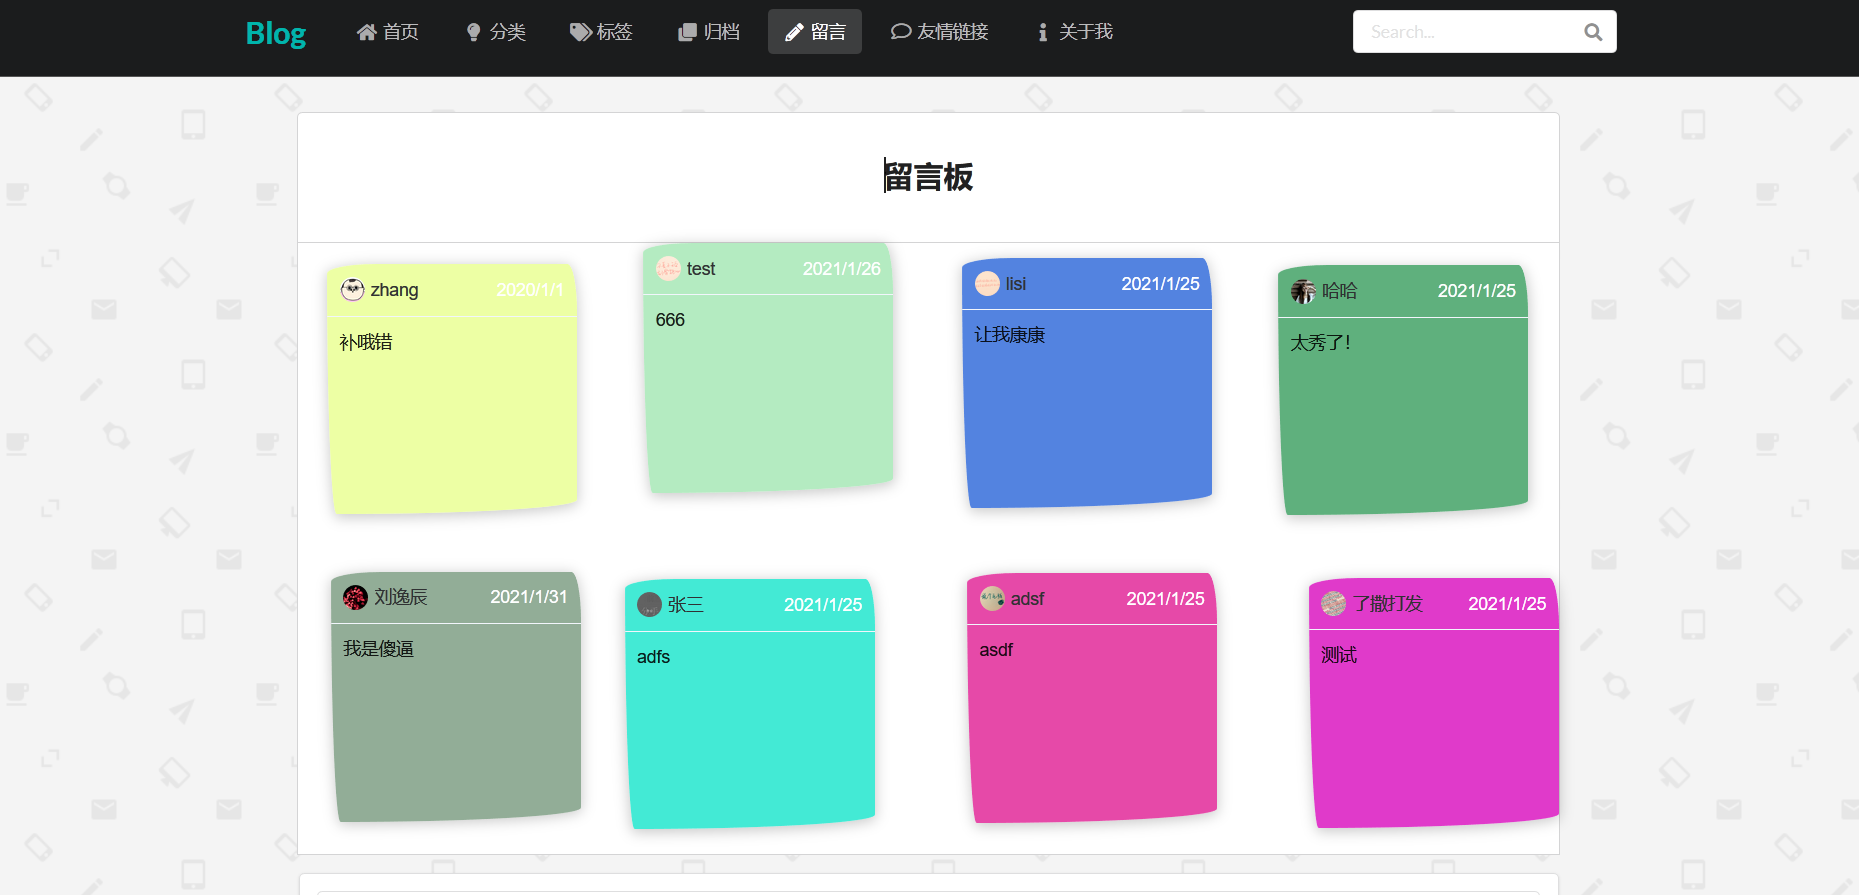 Blog 首页 分类 标签 归档 留言 友情链接 关于我 Search...
留言板
zhang 2020/1/1
补哦错
test 2021/1/26
666
lisi 2021/1/25
让我康康
哈哈 2021/1/25
太秀了！
刘逸辰 2021/1/31
我是傻逼
张三 2021/1/25
adfs
adsf 2021/1/25
asdf
了撒打发 2021/1/25
测试